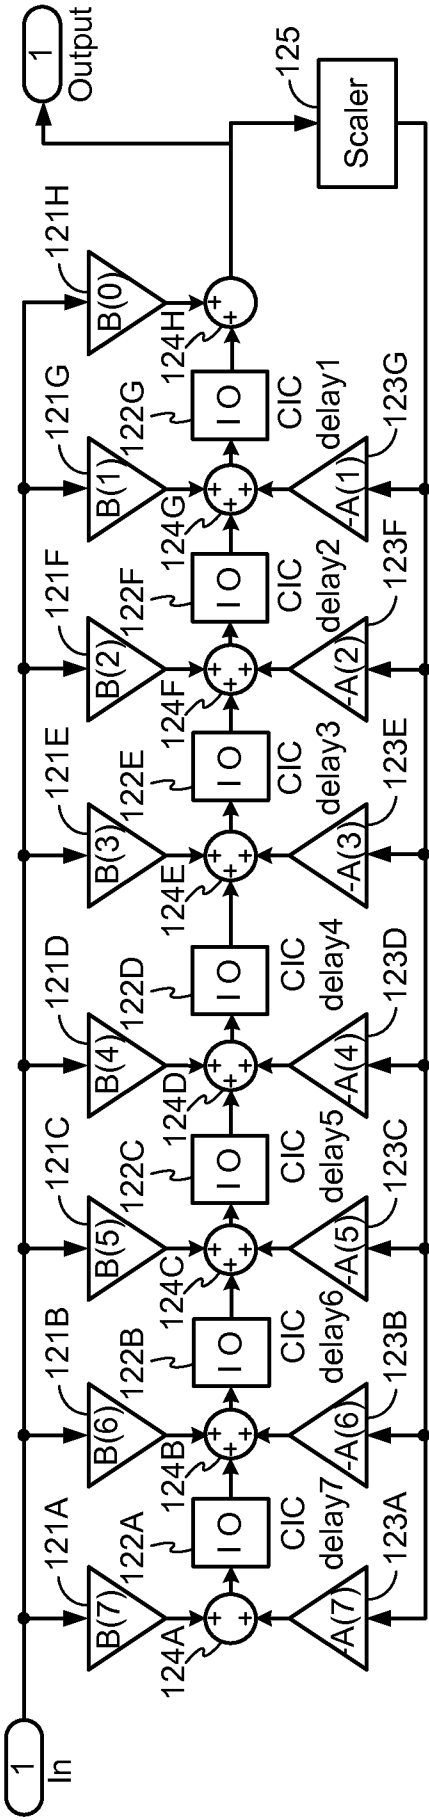 1
In
121A
121B
121C
121D
121E
121F
121G
121H
1
Output
B(7)
B(6)
B(5)
B(4)
B(3)
B(2)
B(1)
B(0)
122A
122B
122C
122D
122E
122F
122G
125
124A
124B
124C
124D
124E
124F
124G
124H
+ +
+ + +
+ + +
+ + +
+ + +
+ + +
+ + +
+ +
I O
I O
I O
I O
I O
I O
I O
Scaler
CIC
delay7
CIC
delay6
CIC
delay5
CIC
delay4
CIC
delay3
CIC
delay2
CIC
delay1
-A(7)
-A(6)
-A(5)
-A(4)
-A(3)
-A(2)
-A(1)
123A
123B
123C
123D
123E
123F
123G